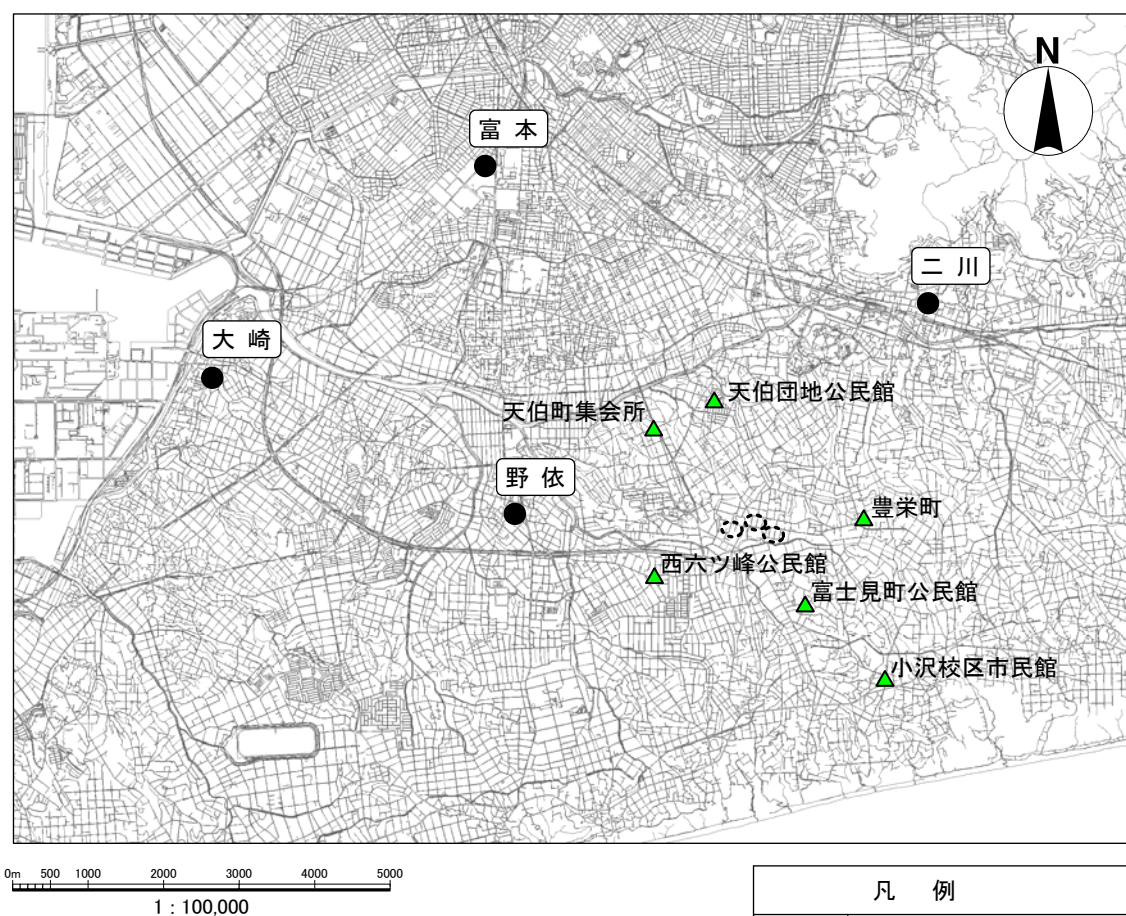 N
富 本
二 川
大 崎
天伯団地公民館
天伯町集会所
野 依
豊栄町
西六ツ峰公民館
富士見町公民館
小沢校区市民館
0m 500 1000 2000 3000 4000 5000
1 : 100,000
凡 例